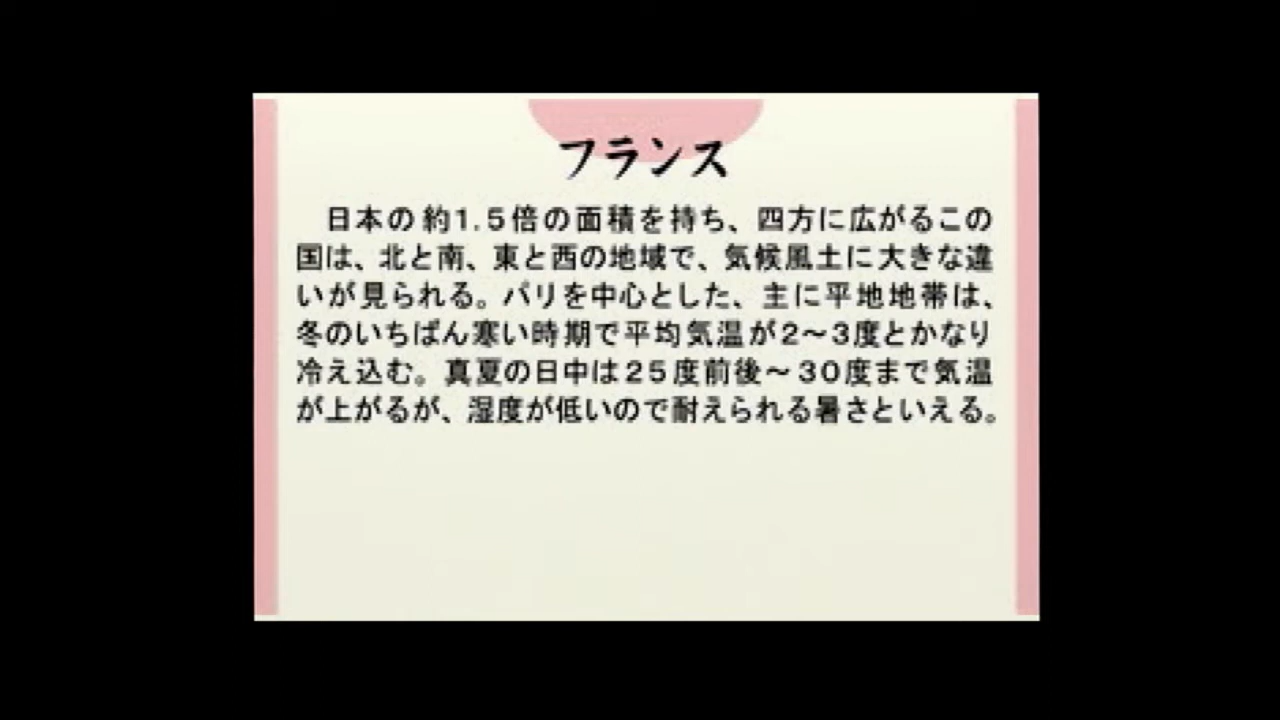 フランス
日本の約1.5倍の面積を持ち、四方に広がるこの
国は、北と南、東と西の地域で、気候風土に大きな違
いが見られる。パリを中心とした、主に平地地帯は、
冬のいちばん寒い時期で平均気温が2～3度とかなり
冷え込む。真夏の日中は25度前後～30度まで気温
が上がるが、湿度が低いので耐えられる暑さといえる。